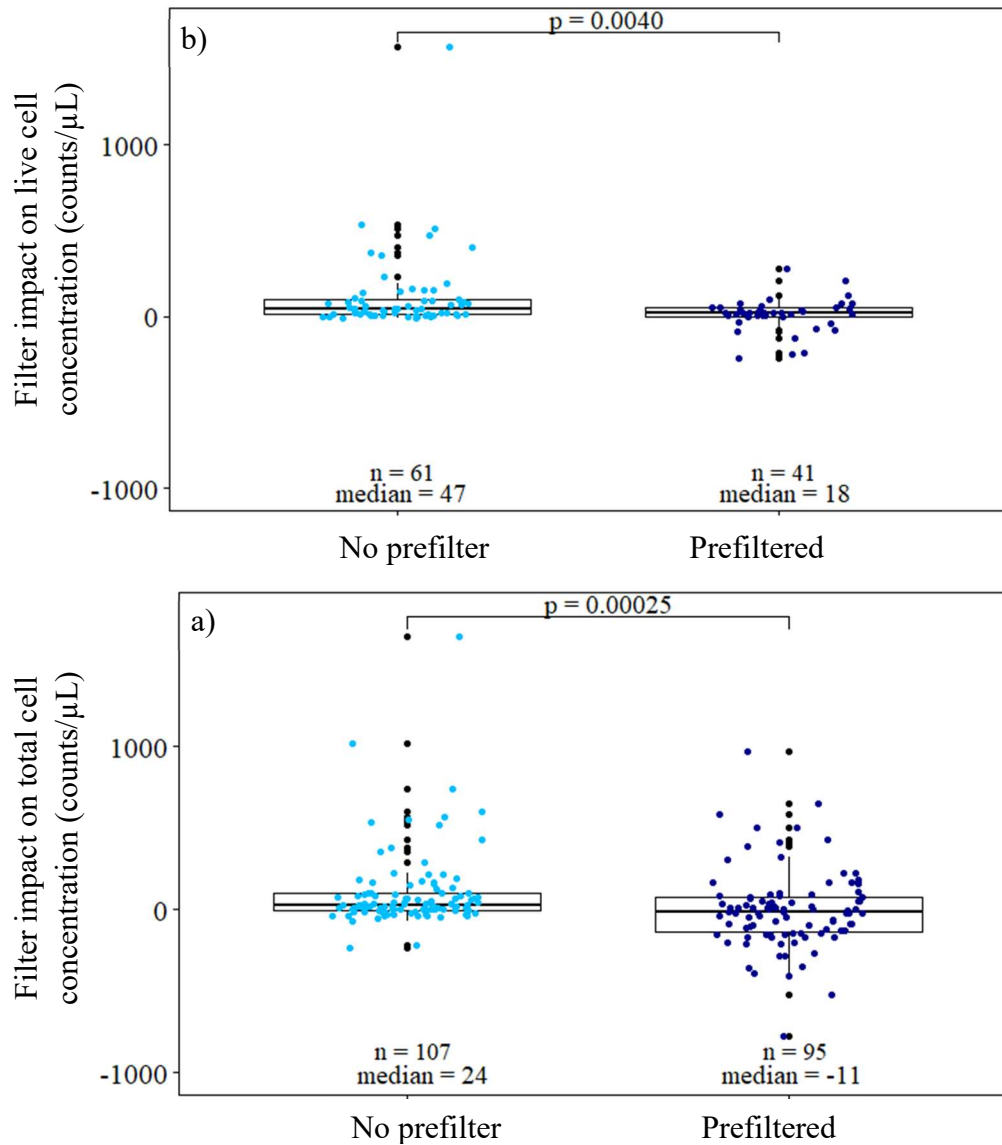 b)
p = 0.0040
Filter impact on live cell
concentration (counts/µL)
1000
0
-1000
n = 61
median = 47
n = 41
median = 18
No prefilter
Prefiltered
a)
p = 0.00025
Filter impact on total cell
concentration (counts/µL)
1000
0
-1000
n = 107
median = 24
n = 95
median = -11
No prefilter
Prefiltered